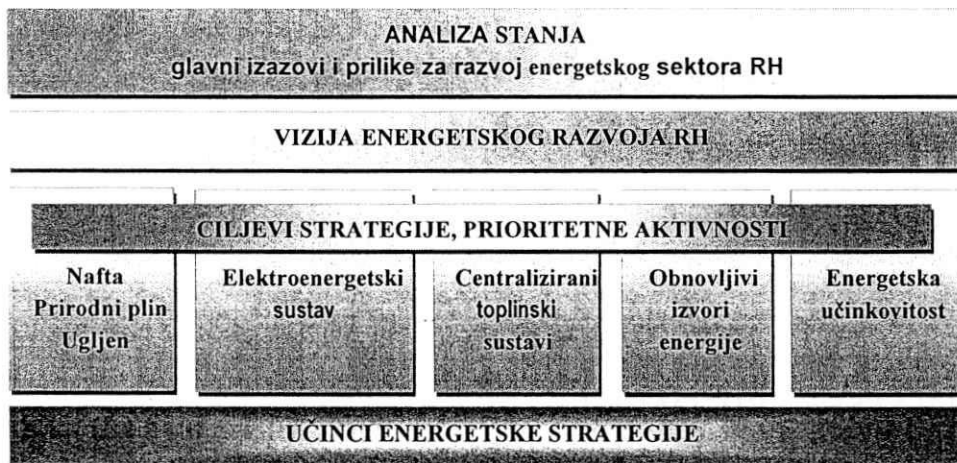 ANALIZA STANJA
glavni izazovi i prilike za razvoj energetskog sektora RH
VIZIJA ENERGETSKOG RAZVOJA RH
CILJEVI STRATEGIJE, PRIORITETNE AKTIVNOSTI
Nafta
Prirodni plin
Ugljen
Elektroenergetski
sustav
Centralizirani
toplinski
sustavi
Obnovljivi
izvori
energije
Energetska
učinkovitost
UČINCI ENERGETSKE STRATEGIJE